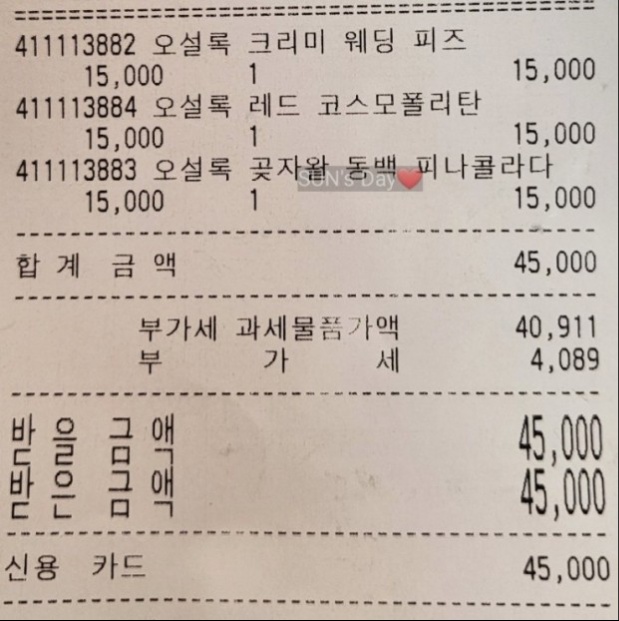 411113882 오설록 크리미 웨딩 피즈
15,000 1 15,000
411113884 오설록 레드 코스모폴리탄
15,000 1 15,000
411113883 오설록 곶자왈 동백 피나콜라다
SUN's Day❤️
15,000 1 15,000
합 계 금 액 45,000
부가세 과세물품가액 40,911
부 가 세 4,089
받 을 금 액 45,000
받 은 금 액 45,000
신용 카드 45,000